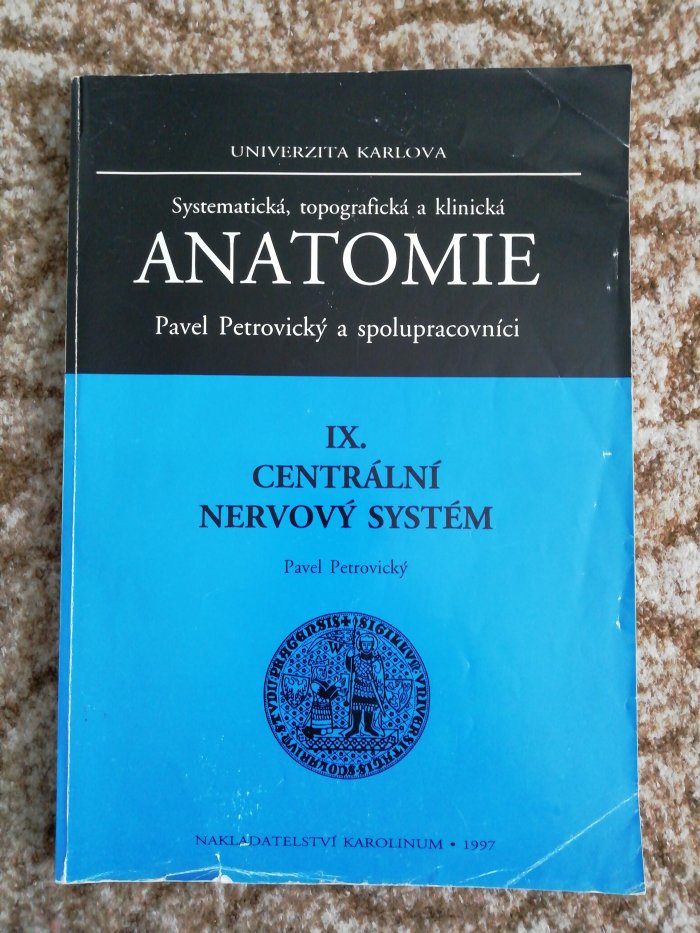 UNIVERZITA KARLOVA
Systematická, topografická a klinická
ANATOMIE
Pavel Petrovický a spolupracovníci
IX.
CENTRÁLNÍ
NERVOVÝ SYSTÉM
Pavel Petrovický
NAKLADATELSTVÍ KAROLINUM • 1997